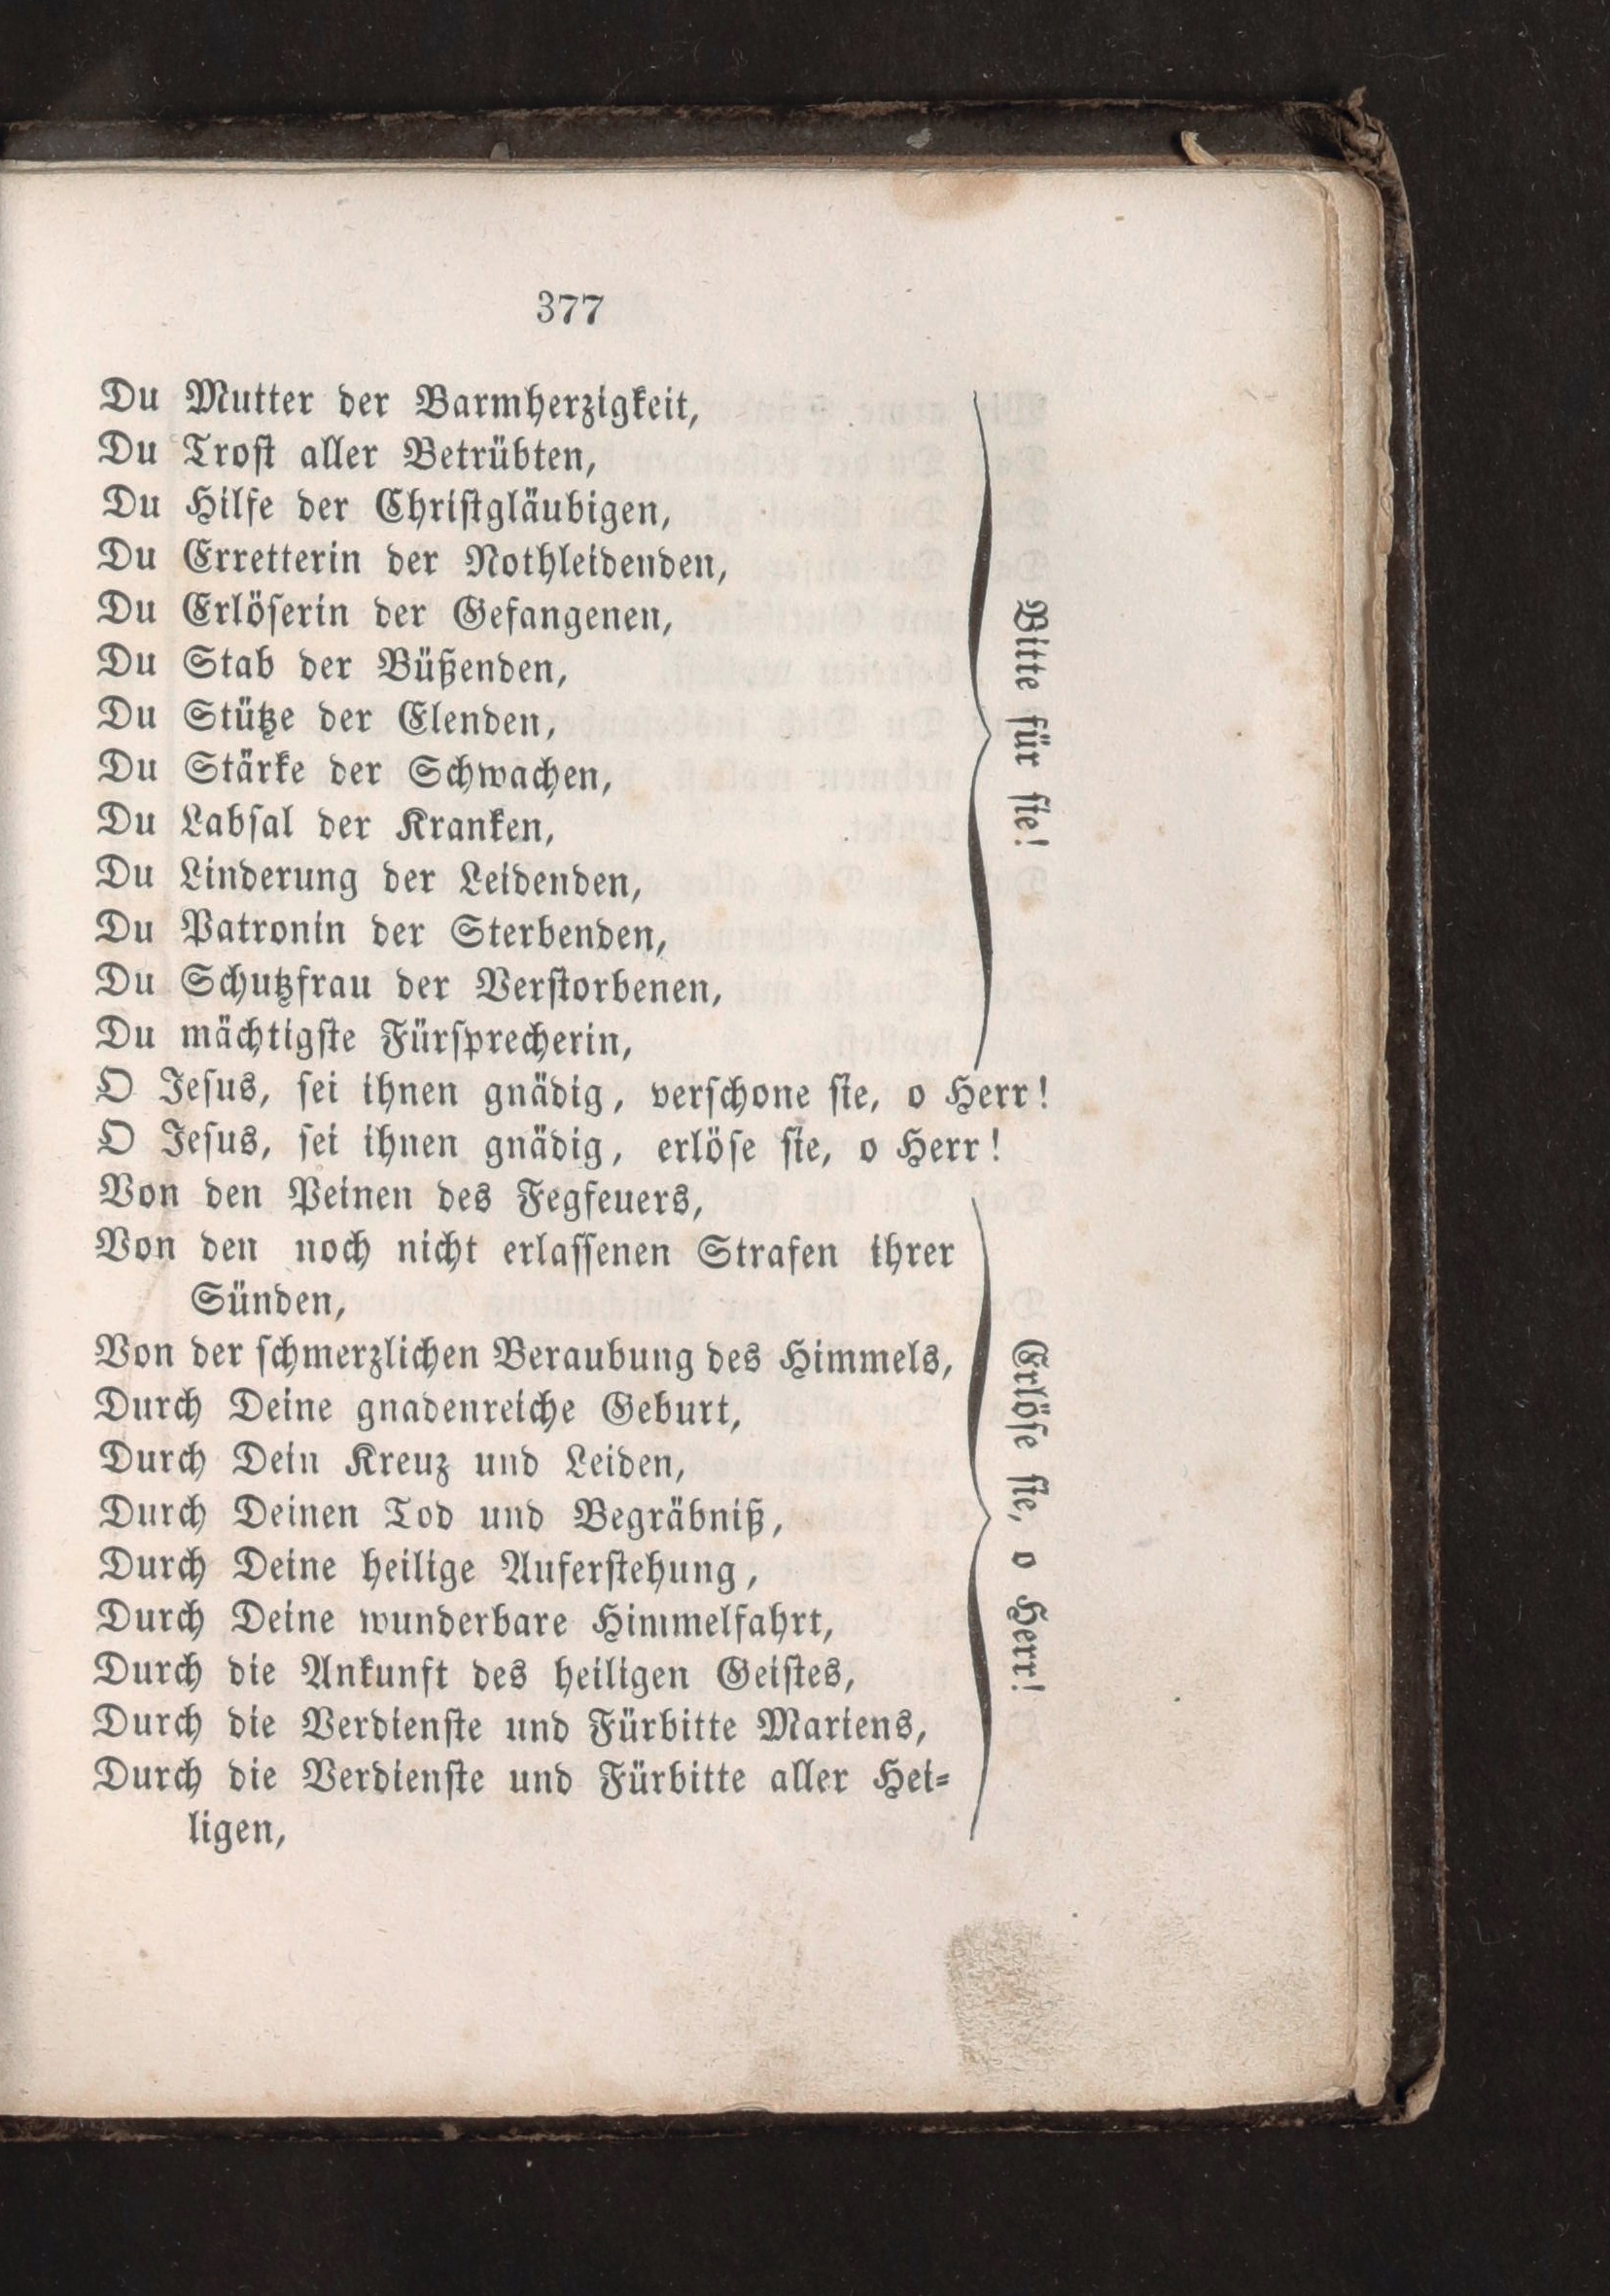 377
Du Mutter der Barmherzigkeit,
Du Trost aller Betrübten,
Du Hilfe der Christgläubigen,
Du Erretterin der Nothleidenden,
Du Erlöserin der Gefangenen,
Du Stab der Büßenden,
Du Stütze der Elenden,
Du Stärke der Schwachen,
Du Labsal der Kranken,
Du Linderung der Leidenden,
Du Patronin der Sterbenden,
Du Schutzfrau der Verstorbenen,
Du mächtigste Fürsprecherin,
Bitte für sie!
O Jesus, sei ihnen gnädig, verschone sie, o Herr!
O Jesus, sei ihnen gnädig, erlöse sie, o Herr!
Von den Peinen des Fegfeuers,
Von den noch nicht erlassenen Strafen ihrer
Sünden,
Von der schmerzlichen Beraubung des Himmels,
Durch Deine gnadenreiche Geburt,
Durch Dein Kreuz und Leiden,
Durch Deinen Tod und Begräbniß,
Durch Deine heilige Auferstehung,
Durch Deine wunderbare Himmelfahrt,
Durch die Ankunft des heiligen Geistes,
Durch die Verdienste und Fürbitte Mariens,
Durch die Verdienste und Fürbitte aller Hei-
ligen,
Erlöse sie, o Herr!